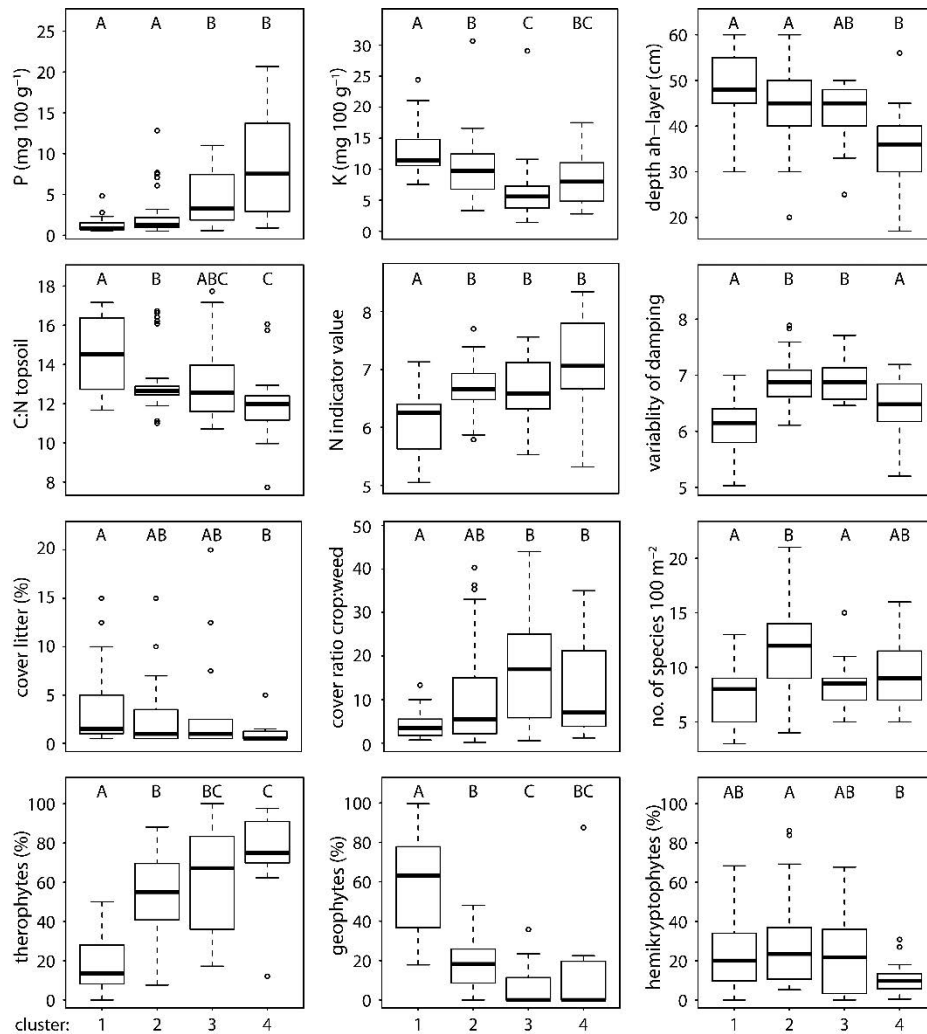 A A B B
P (mg 100 g⁻¹)
25
20
15
10
5
0
A B C BC
K (mg 100 g⁻¹)
30
25
20
15
10
5
0
A A AB B
depth ah−layer (cm)
60
50
40
30
20
A B ABC C
C:N topsoil
18
16
14
12
10
8
A B B B
N indicator value
8
7
6
5
A B B A
variablity of damping
8
7
6
5
A AB AB B
cover litter (%)
20
15
10
5
0
A AB B B
cover ratio crop:weed
50
40
30
20
10
0
A B A AB
no. of species 100 m⁻²
20
15
10
5
A B BC C
therophytes (%)
100
80
60
40
20
0
A B C BC
geophytes (%)
100
80
60
40
20
0
AB A AB B
hemikryptophytes (%)
100
80
60
40
20
0
cluster: 1 2 3 4 1 2 3 4 1 2 3 4